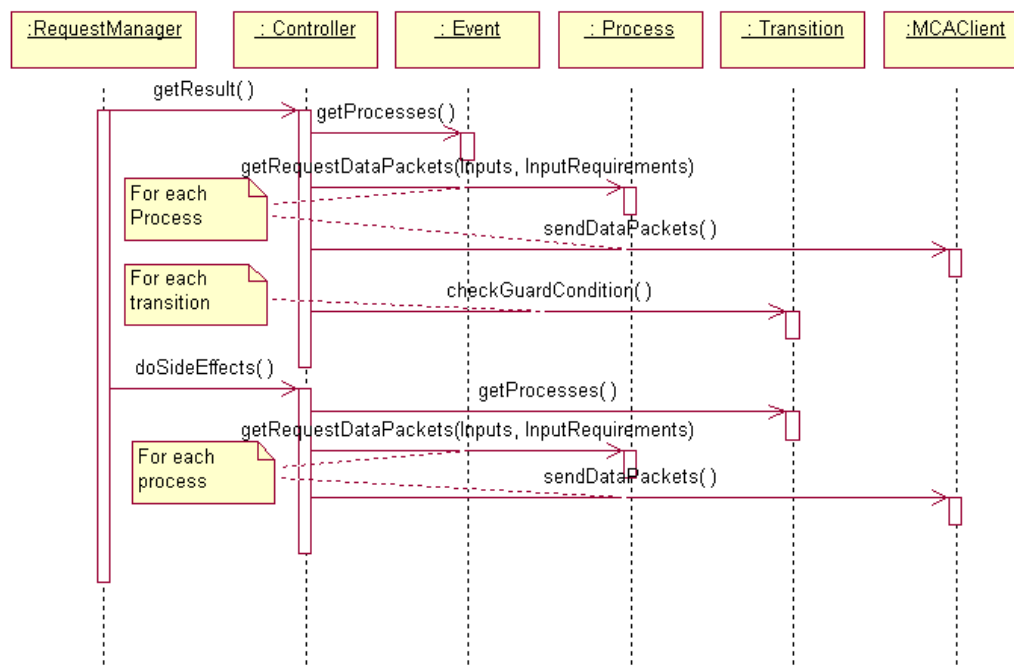 :RequestManager
: Controller
: Event
: Process
: Transition
:MCAClient
getResult( )
getProcesses( )
getRequestDataPackets(Inputs, InputRequirements)
For each
Process
sendDataPackets( )
For each
transition
checkGuardCondition( )
doSideEffects( )
getProcesses( )
getRequestDataPackets(Inputs, InputRequirements)
For each
process
sendDataPackets( )